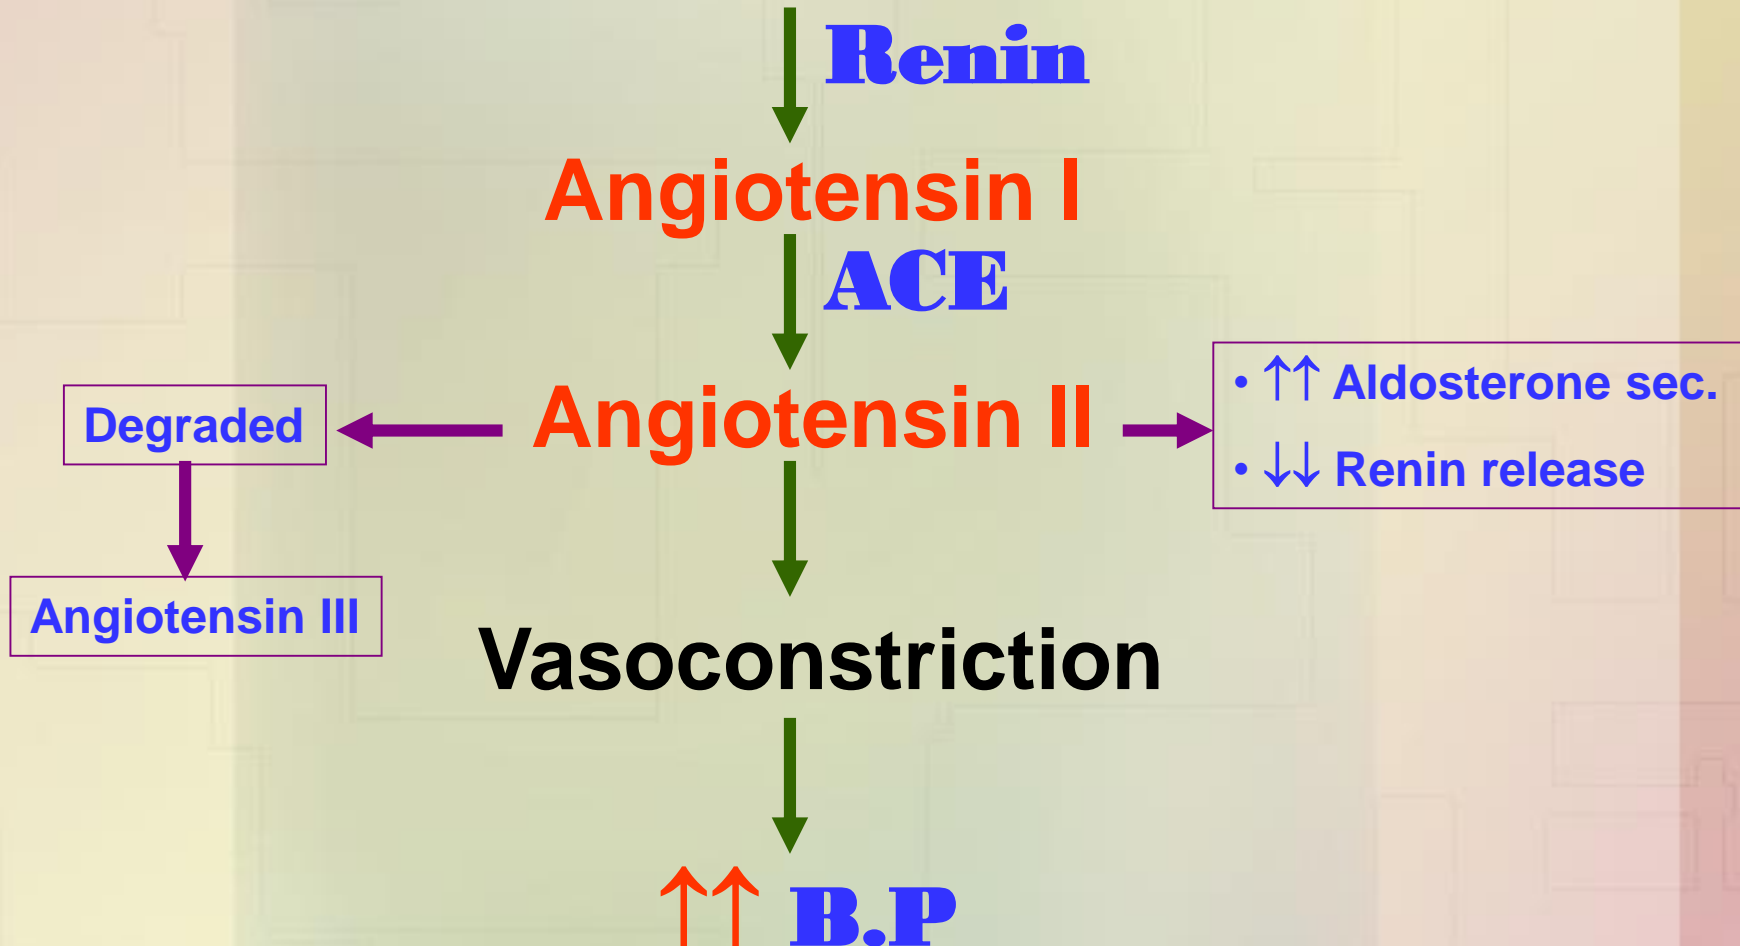 Renin
Angiotensin I
ACE
Angiotensin II
Degraded
Angiotensin III
• ↑↑ Aldosterone sec.
• ↓↓ Renin release
Vasoconstriction
↑↑ B.P